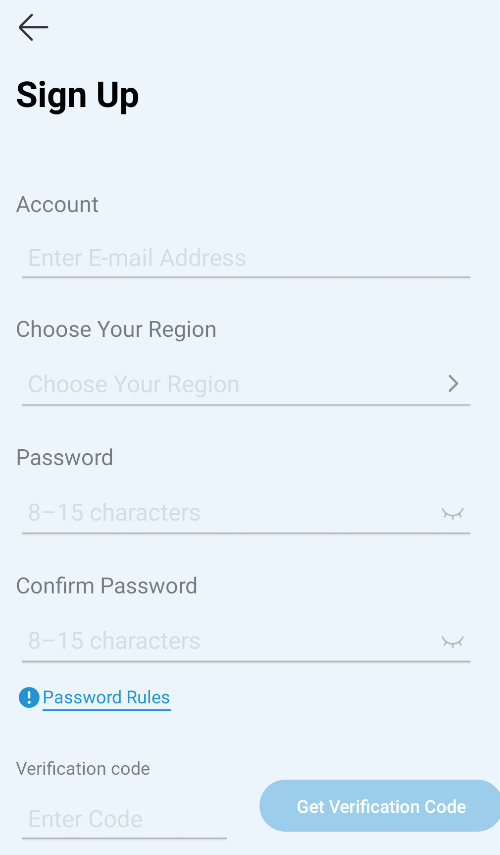 Sign Up
Account
Enter E-mail Address
Choose Your Region
Choose Your Region
Password
8–15 characters
Confirm Password
8–15 characters
Password Rules
Verification code
Enter Code
Get Verification Code